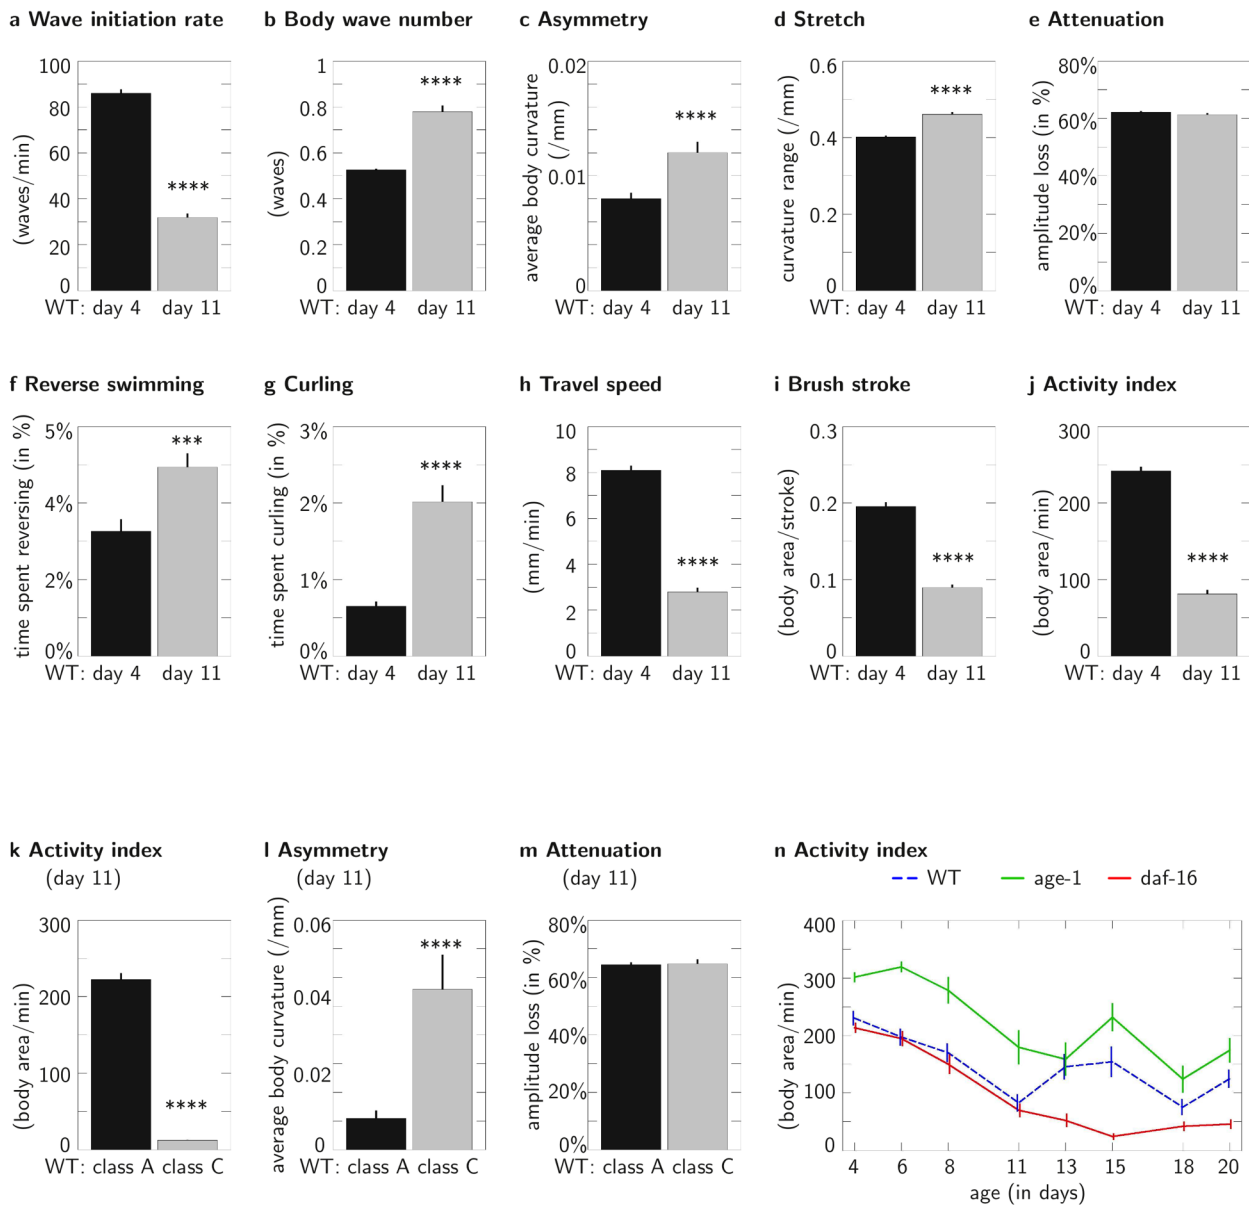 a Wave initiation rate
b Body wave number
c Asymmetry
d Stretch
e Attenuation
(waves/min)
100
80
60
40
20
0
****
WT: day 4 day 11
(waves)
1
0.8
0.6
0.4
0.2
0
****
WT: day 4 day 11
average body curvature
(/mm)
0.02
0.01
0
****
WT: day 4 day 11
curvature range (/mm)
0.6
0.4
0.2
0
****
WT: day 4 day 11
amplitude loss (in %)
80%
60%
40%
20%
0%
WT: day 4 day 11
f Reverse swimming
g Curling
h Travel speed
i Brush stroke
j Activity index
time spent reversing (in %)
5%
4%
2%
0%
***
WT: day 4 day 11
time spent curling (in %)
3%
2%
1%
0%
****
WT: day 4 day 11
(mm/min)
10
8
6
4
2
0
****
WT: day 4 day 11
(body area/stroke)
0.3
0.2
0.1
0
****
WT: day 4 day 11
(body area/min)
300
200
100
0
****
WT: day 4 day 11
k Activity index
(day 11)
l Asymmetry
(day 11)
m Attenuation
(day 11)
n Activity index
WT age-1 daf-16
(body area/min)
300
200
100
0
****
WT: class A class C
average body curvature (/mm)
0.06
0.04
0.02
0
****
WT: class A class C
amplitude loss (in %)
80%
60%
40%
20%
0%
WT: class A class C
(body area/min)
400
300
200
100
0
4 6 8 11 13 15 18 20
age (in days)